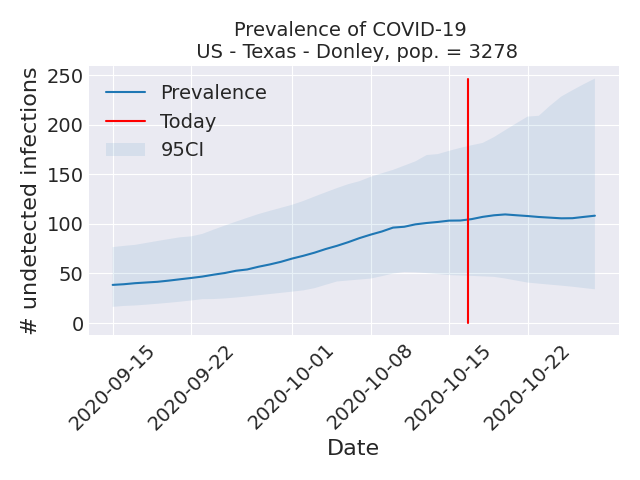 Prevalence of COVID-19
US - Texas - Donley, pop. = 3278
# undetected infections
250
200
150
100
50
0
Prevalence
Today
95CI
2020-09-15
2020-09-22
2020-10-01
2020-10-08
2020-10-15
2020-10-22
Date